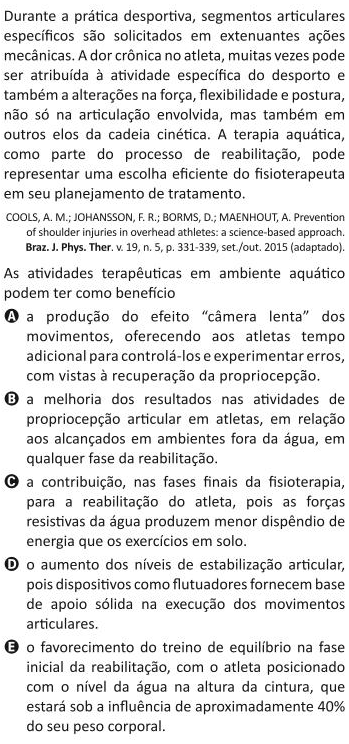 Durante a prática desportiva, segmentos articulares
específicos são solicitados em extenuantes ações
mecânicas. A dor crônica no atleta, muitas vezes pode
ser atribuída à atividade específica do desporto e
também a alterações na força, flexibilidade e postura,
não só na articulação envolvida, mas também em
outros elos da cadeia cinética. A terapia aquática,
como parte do processo de reabilitação, pode
representar uma escolha eficiente do fisioterapeuta
em seu planejamento de tratamento.
COOLS, A. M.; JOHANSSON, F. R.; BORMS, D.; MAENHOUT, A. Prevention
of shoulder injuries in overhead athletes: a science-based approach.
Braz. J. Phys. Ther. v. 19, n. 5, p. 331-339, set./out. 2015 (adaptado).
As atividades terapêuticas em ambiente aquático
podem ter como benefício
A a produção do efeito “câmera lenta” dos
movimentos, oferecendo aos atletas tempo
adicional para controlá-los e experimentar erros,
com vistas à recuperação da propriocepção.
B a melhoria dos resultados nas atividades de
propriocepção articular em atletas, em relação
aos alcançados em ambientes fora da água, em
qualquer fase da reabilitação.
C a contribuição, nas fases finais da fisioterapia,
para a reabilitação do atleta, pois as forças
resistivas da água produzem menor dispêndio de
energia que os exercícios em solo.
D o aumento dos níveis de estabilização articular,
pois dispositivos como flutuadores fornecem base
de apoio sólida na execução dos movimentos
articulares.
E o favorecimento do treino de equilíbrio na fase
inicial da reabilitação, com o atleta posicionado
com o nível da água na altura da cintura, que
estará sob a influência de aproximadamente 40%
do seu peso corporal.